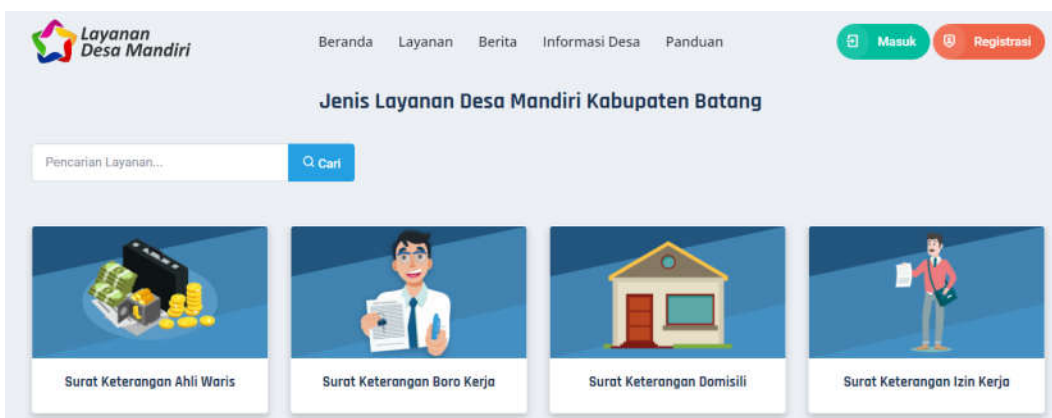 Layanan
Desa Mandiri
Beranda Layanan Berita Informasi Desa Panduan
Masuk Registrasi
Jenis Layanan Desa Mandiri Kabupaten Batang
Pencarian Layanan...
Cari
Surat Keterangan Ahli Waris
Surat Keterangan Boro Kerja
Surat Keterangan Domisili
Surat Keterangan Izin Kerja